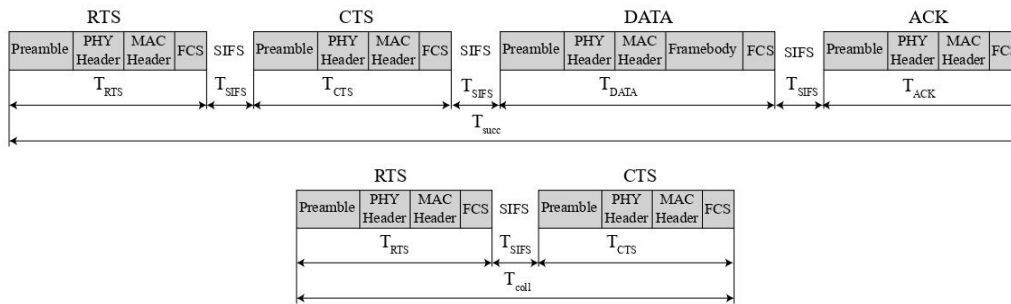 RTS CTS DATA ACK
Preamble PHY Header MAC Header FCS SIFS Preamble PHY Header MAC Header FCS SIFS Preamble PHY Header MAC Header Framebody FCS SIFS Preamble PHY Header MAC Header FCS
T_RTS T_SIFS T_CTS T_SIFS T_DATA T_SIFS T_ACK
T_succ
RTS CTS
Preamble PHY Header MAC Header FCS SIFS Preamble PHY Header MAC Header FCS
T_RTS T_SIFS T_CTS
T_coll